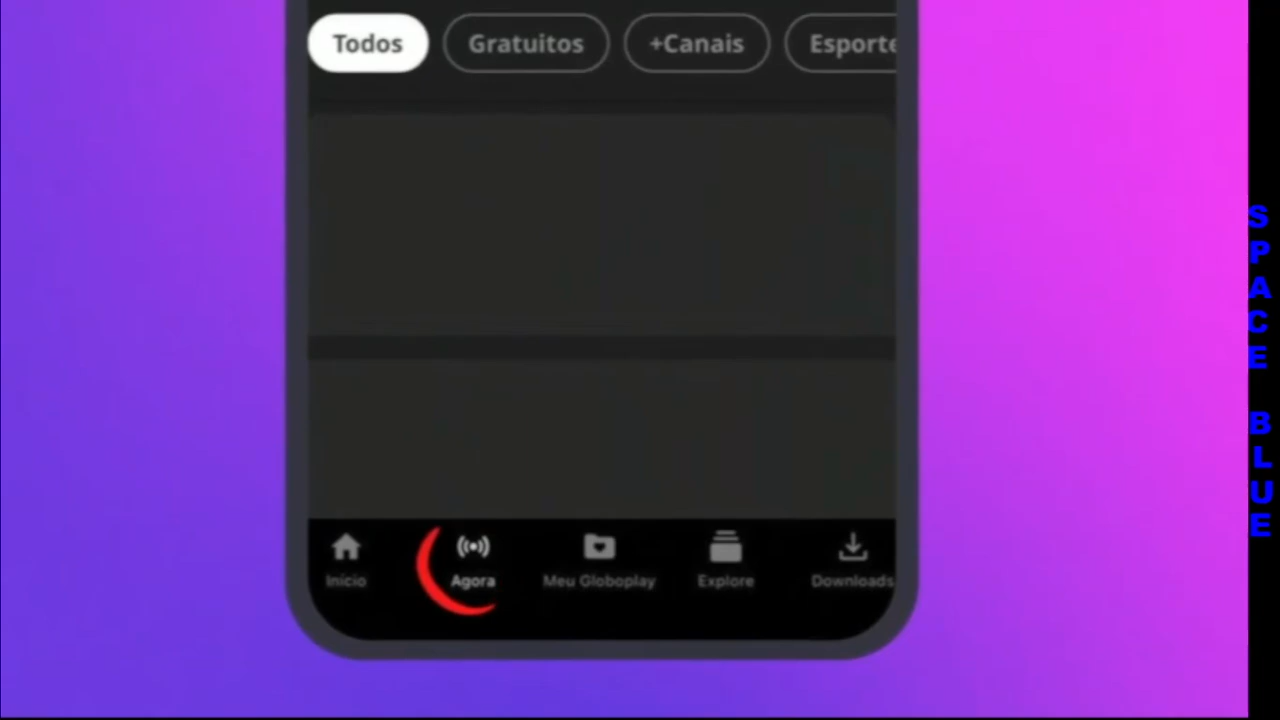 Todos
Gratuitos
+Canais
Esporte
Início
Agora
Meu Globoplay
Explore
Downloads
SPACE BLUE